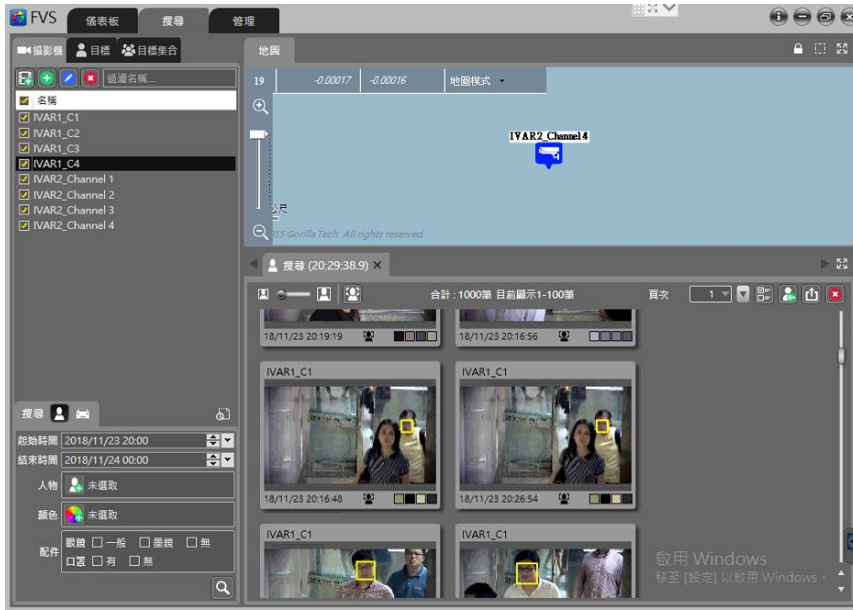 FVS 儀表板 搜尋 管理
攝影機 目標 目標集合 地圖
過濾名稱...
19 -0.00017 -0.00016 地圖模式
名稱
IVAR1_C1
IVAR1_C2
IVAR1_C3
IVAR1_C4
IVAR2_Channel 1
IVAR2_Channel 2
IVAR2_Channel 3
IVAR2_Channel 4
IVAR2_Channel 4
公尺
015 Gorilla Tech. All rights reserved.
搜尋 (20:29:38.9)
合計 : 1000筆 目前顯示1-100筆 頁次 1
18/11/23 20:19:19
18/11/23 20:16:56
IVAR1_C1
IVAR1_C1
18/11/23 20:16:48
18/11/23 20:26:54
IVAR1_C1
IVAR1_C1
搜尋
起始時間 2018/11/23 20:00
結束時間 2018/11/24 00:00
人物 未選取
顏色 未選取
配件
眼鏡 一般 墨鏡 無
口罩 有 無
啟用 Windows
移至 [設定] 以啟用 Windows。